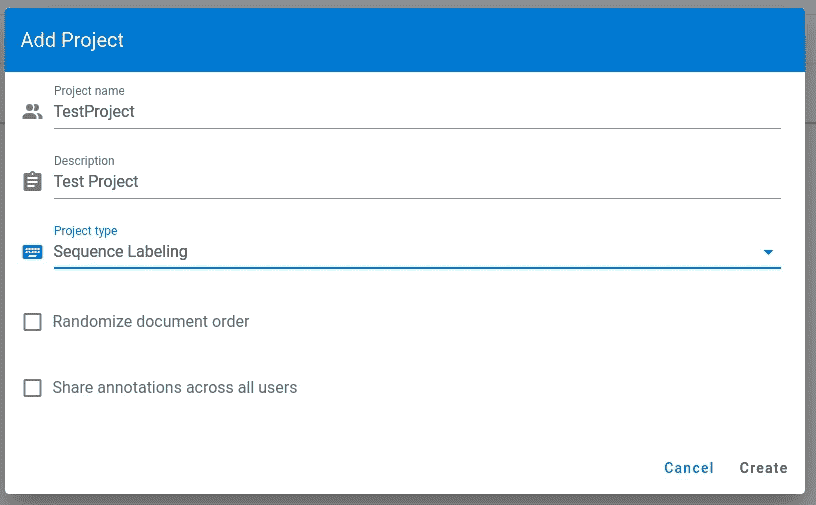 Add Project
Project name
TestProject
Description
Test Project
Project type
Sequence Labeling
Randomize document order
Share annotations across all users
Cancel Create